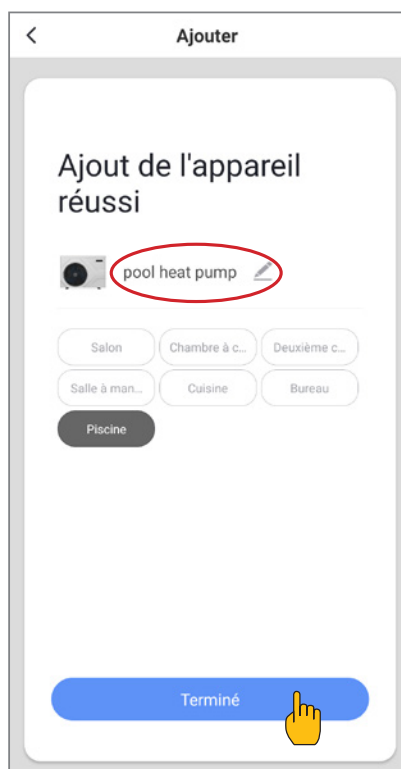 Ajouter
Ajout de l'appareil
réussi
pool heat pump
Salon
Chambre à c...
Deuxième c...
Salle à man...
Cuisine
Bureau
Piscine
Terminé